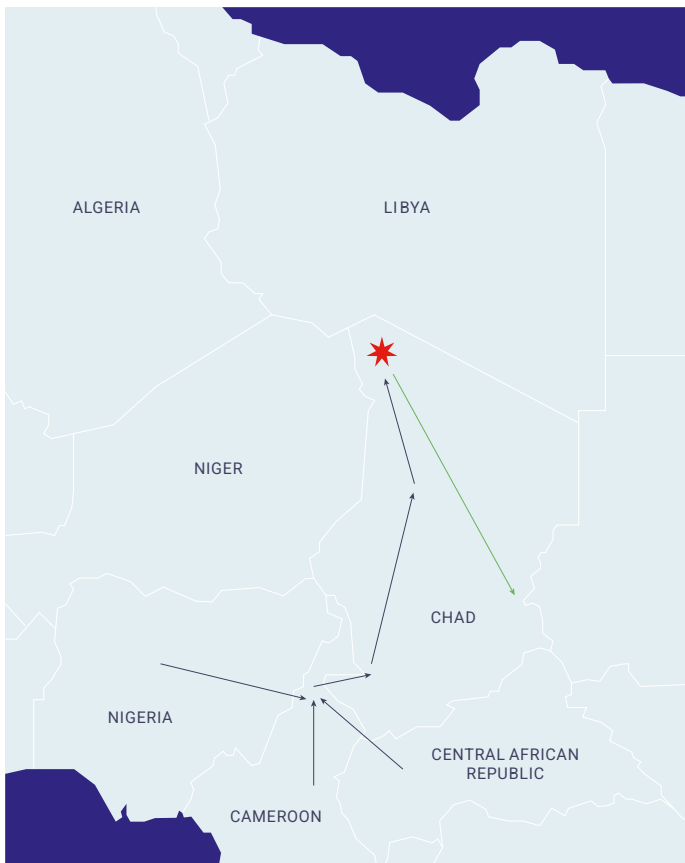 ALGERIA
LIBYA
NIGER
CHAD
NIGERIA
CENTRAL AFRICAN
REPUBLIC
CAMEROON